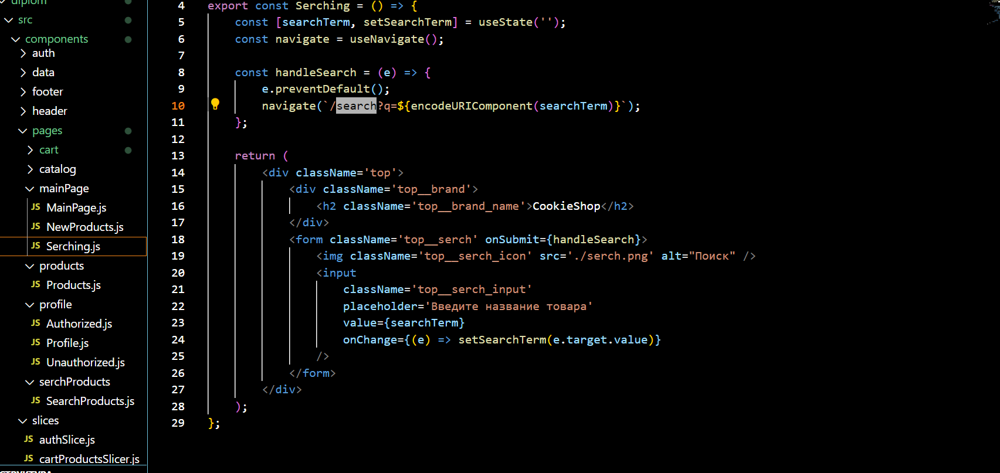 diplom
src
components
auth
data
footer
header
pages
cart
catalog
mainPage
JS MainPage.js
JS NewProducts.js
JS Serching.js
products
JS Products.js
profile
JS Authorized.js
JS Profile.js
JS Unauthorized.js
serchProducts
JS SearchProducts.js
slices
JS authSlice.js
JS cartProductsSlicer.js
СТРУКТУРА
4 export const Serching = () => {
5 const [searchTerm, setSearchTerm] = useState('');
6 const navigate = useNavigate();
7
8 const handleSearch = (e) => {
9 e.preventDefault();
10 navigate(`/search?q=${encodeURIComponent(searchTerm)}`);
11 };
12
13 return (
14 <div className='top'>
15 <div className='top__brand'>
16 <h2 className='top__brand_name'>CookieShop</h2>
17 </div>
18 <form className='top__serch' onSubmit={handleSearch}>
19 <img className='top__serch_icon' src='./serch.png' alt="Поиск" />
20 <input
21 className='top__serch_input'
22 placeholder='Введите название товара'
23 value={searchTerm}
24 onChange={(e) => setSearchTerm(e.target.value)}
25 />
26 </form>
27 </div>
28 );
29 };